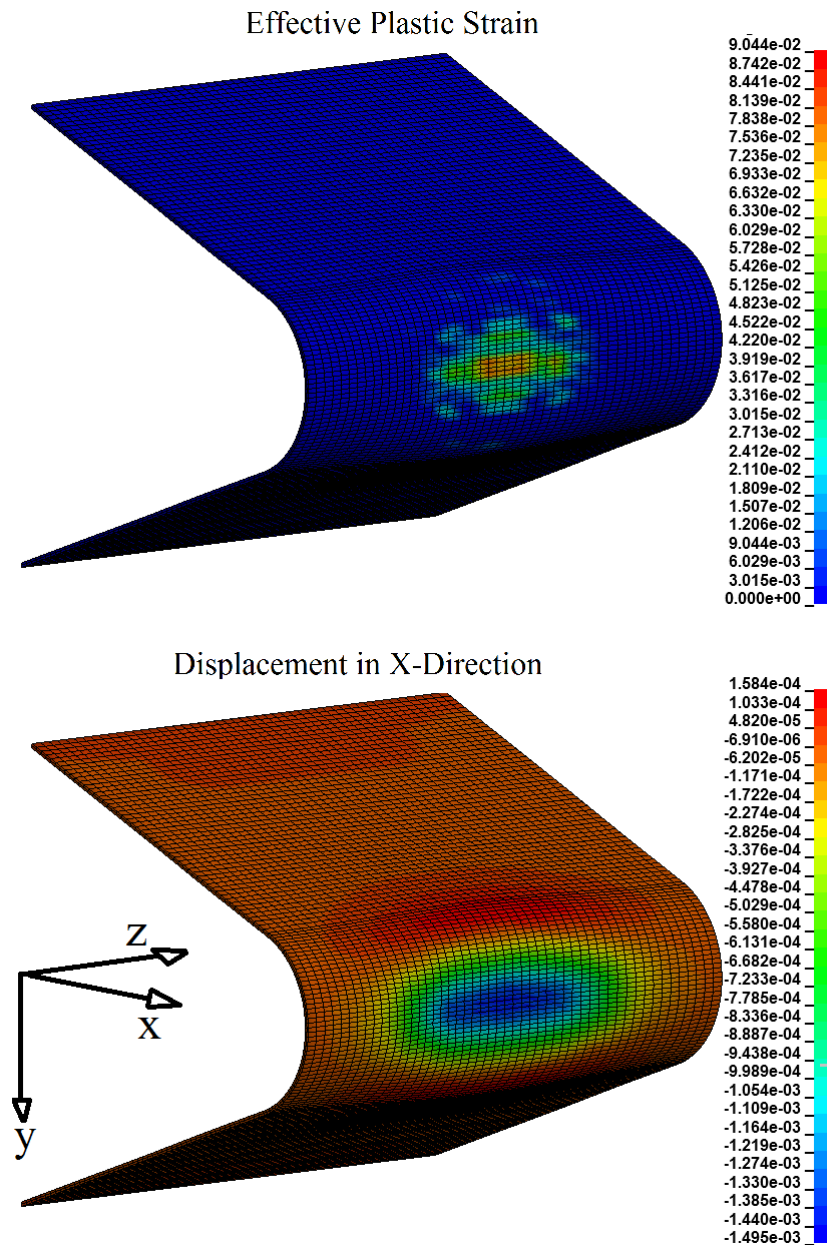 Effective Plastic Strain
9.044e-02
8.742e-02
8.441e-02
8.139e-02
7.838e-02
7.536e-02
7.235e-02
6.933e-02
6.632e-02
6.330e-02
6.029e-02
5.728e-02
5.426e-02
5.125e-02
4.823e-02
4.522e-02
4.220e-02
3.919e-02
3.617e-02
3.316e-02
3.015e-02
2.713e-02
2.412e-02
2.110e-02
1.809e-02
1.507e-02
1.206e-02
9.044e-03
6.029e-03
3.015e-03
0.000e+00
Displacement in X-Direction
1.584e-04
1.033e-04
4.820e-05
-6.910e-06
-6.202e-05
-1.171e-04
-1.722e-04
-2.274e-04
-2.825e-04
-3.376e-04
-3.927e-04
-4.478e-04
-5.029e-04
-5.580e-04
-6.131e-04
-6.682e-04
-7.233e-04
-7.785e-04
-8.336e-04
-8.887e-04
-9.438e-04
-9.989e-04
-1.054e-03
-1.109e-03
-1.164e-03
-1.219e-03
-1.274e-03
-1.330e-03
-1.385e-03
-1.440e-03
-1.495e-03
z
x
y